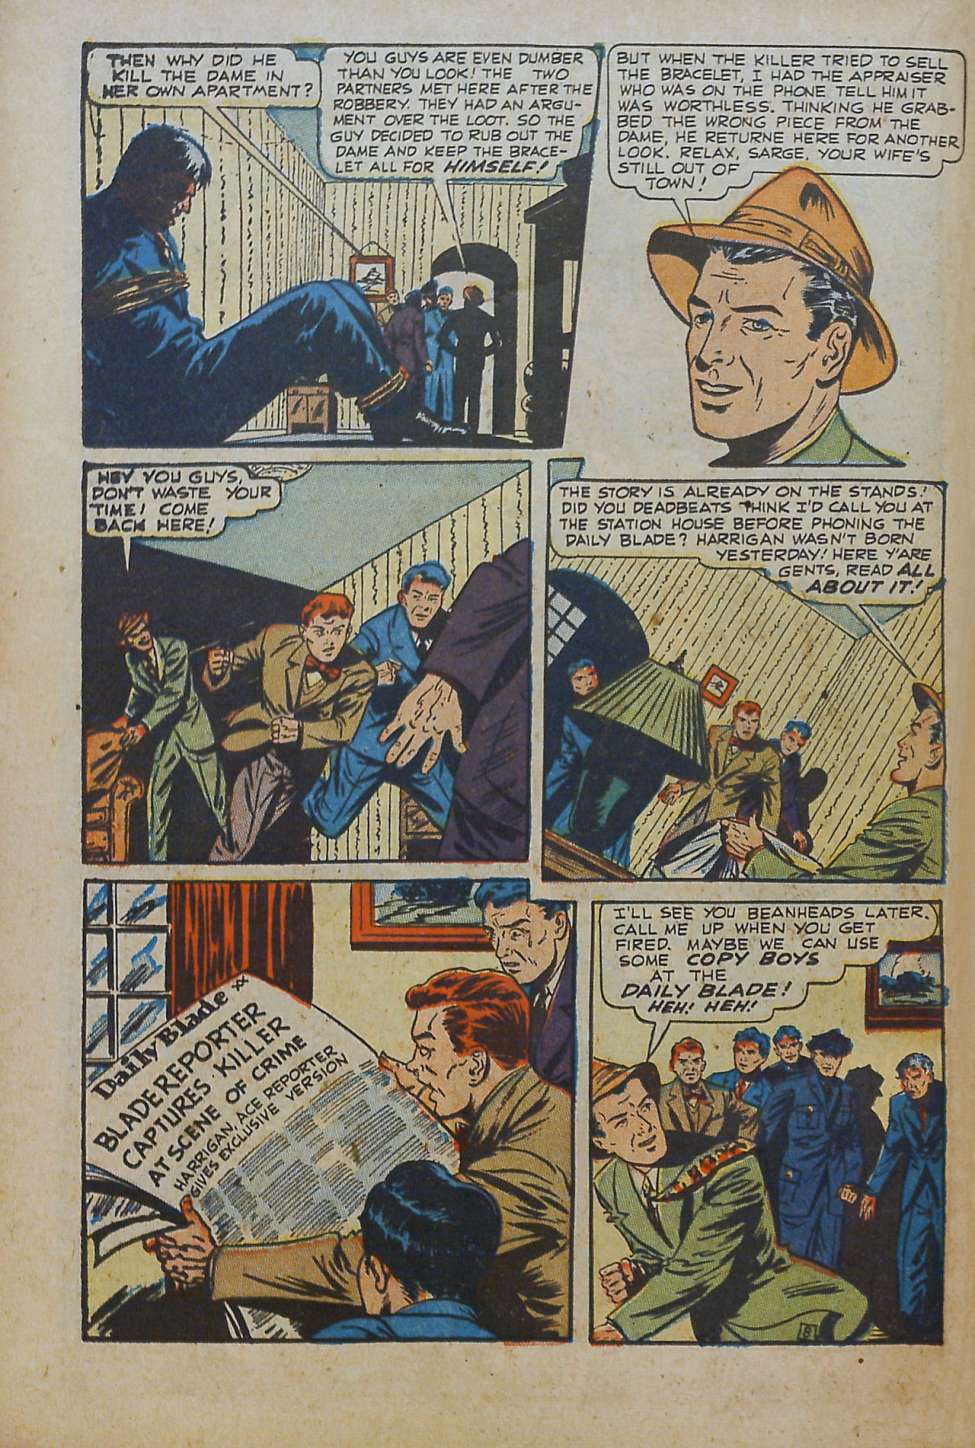 THEN WHY DID HE
KILL THE DAME IN
HER OWN APARTMENT?
YOU GUYS ARE EVEN DUMBER
THAN YOU LOOK! THE TWO
PARTNERS MET HERE AFTER THE
ROBBERY. THEY HAD AN ARGU-
MENT OVER THE LOOT. SO THE
GUY DECIDED TO RUB OUT THE
DAME AND KEEP THE BRACE-
LET ALL FOR HIMSELF!
BUT WHEN THE KILLER TRIED TO SELL
THE BRACELET, I HAD THE APPRAISER
WHO WAS ON THE PHONE TELL HIM IT
WAS WORTHLESS. THINKING HE GRAB-
BED THE WRONG PIECE FROM THE
DAME, HE RETURNE HERE FOR ANOTHER
LOOK. RELAX, SARGE. YOUR WIFE'S
STILL OUT OF
TOWN!
HEY YOU GUYS,
DON'T WASTE YOUR
TIME! COME
BACK HERE!
THE STORY IS ALREADY ON THE STANDS!
DID YOU DEADBEATS THINK I'D CALL YOU AT
THE STATION HOUSE BEFORE PHONING THE
DAILY BLADE? HARRIGAN WASN'T BORN
YESTERDAY! HERE Y'ARE
GENTS, READ ALL
ABOUT IT!
Daily Blade
BLADE REPORTER
CAPTURES KILLER
AT SCENE OF CRIME
HARRIGAN, ACE REPORTER
GIVES EXCLUSIVE VERSION
I'LL SEE YOU BEANHEADS LATER.
CALL ME UP WHEN YOU GET
FIRED. MAYBE WE CAN USE
SOME COPY BOYS
AT THE
DAILY BLADE!
HEH! HEH!
8